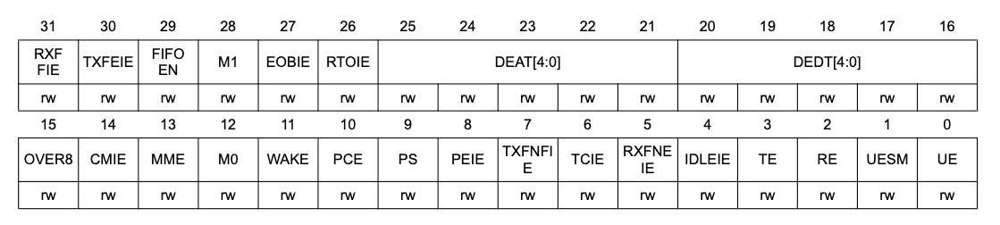 31 30 29 28 27 26 25 24 23 22 21 20 19 18 17 16
RXF
FIE
TXFEIE
FIFO
EN
M1
EOBIE
RTOIE
DEAT[4:0]
DEDT[4:0]
rw rw rw rw rw rw rw rw rw rw rw rw rw rw rw rw
15 14 13 12 11 10 9 8 7 6 5 4 3 2 1 0
OVER8
CMIE
MME
M0
WAKE
PCE
PS
PEIE
TXFNFI
E
TCIE
RXFNE
IE
IDLEIE
TE
RE
UESM
UE
rw rw rw rw rw rw rw rw rw rw rw rw rw rw rw rw